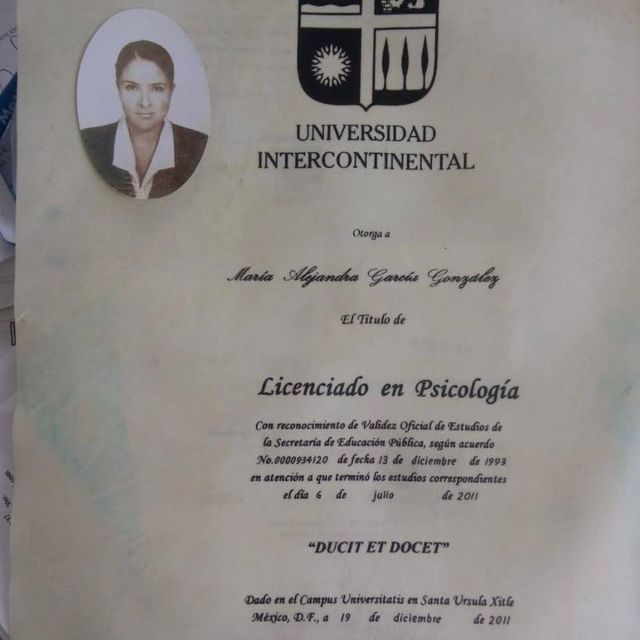 UNIVERSIDAD
INTERCONTINENTAL
Otorga a
María Alejandra García González
El Título de
Licenciado en Psicología
Con reconocimiento de Validez Oficial de Estudios de
la Secretaría de Educación Pública, según acuerdo
No.0000934120 de fecha 13 de diciembre de 1993
en atención a que terminó los estudios correspondientes
el día 6 de julio de 2011
"DUCIT ET DOCET"
Dado en el Campus Universitatis en Santa Ursula Xitle
México, D.F., a 19 de diciembre de 2011